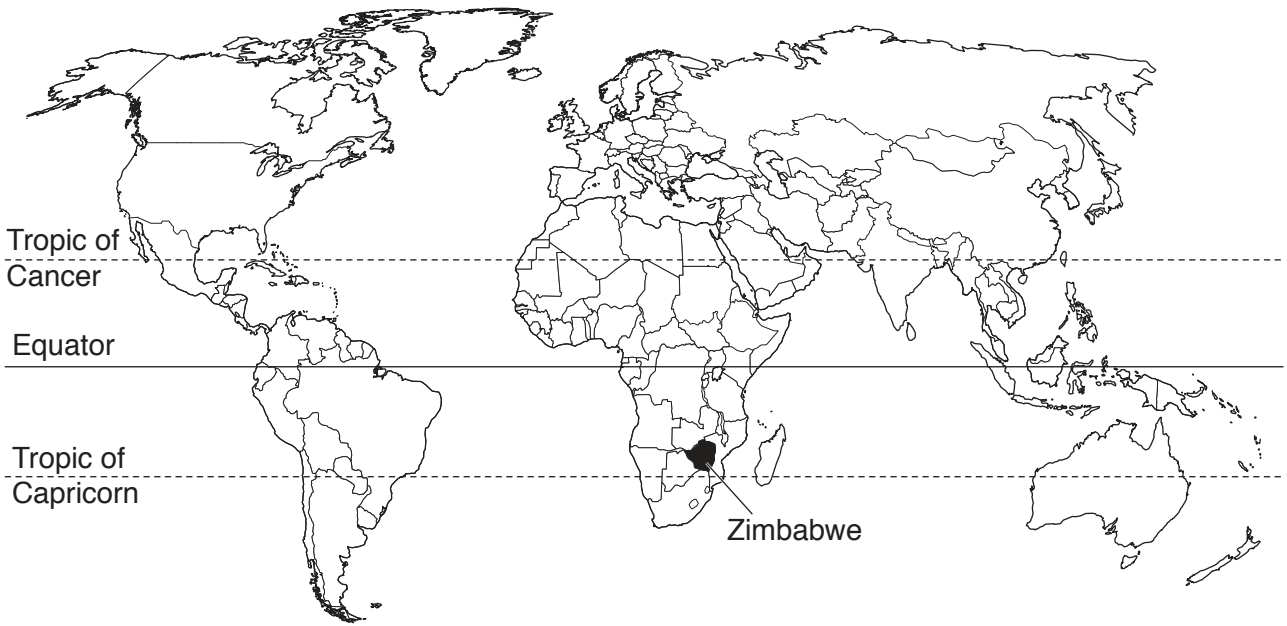 Tropic of
Cancer
Equator
Tropic of
Capricorn
Zimbabwe